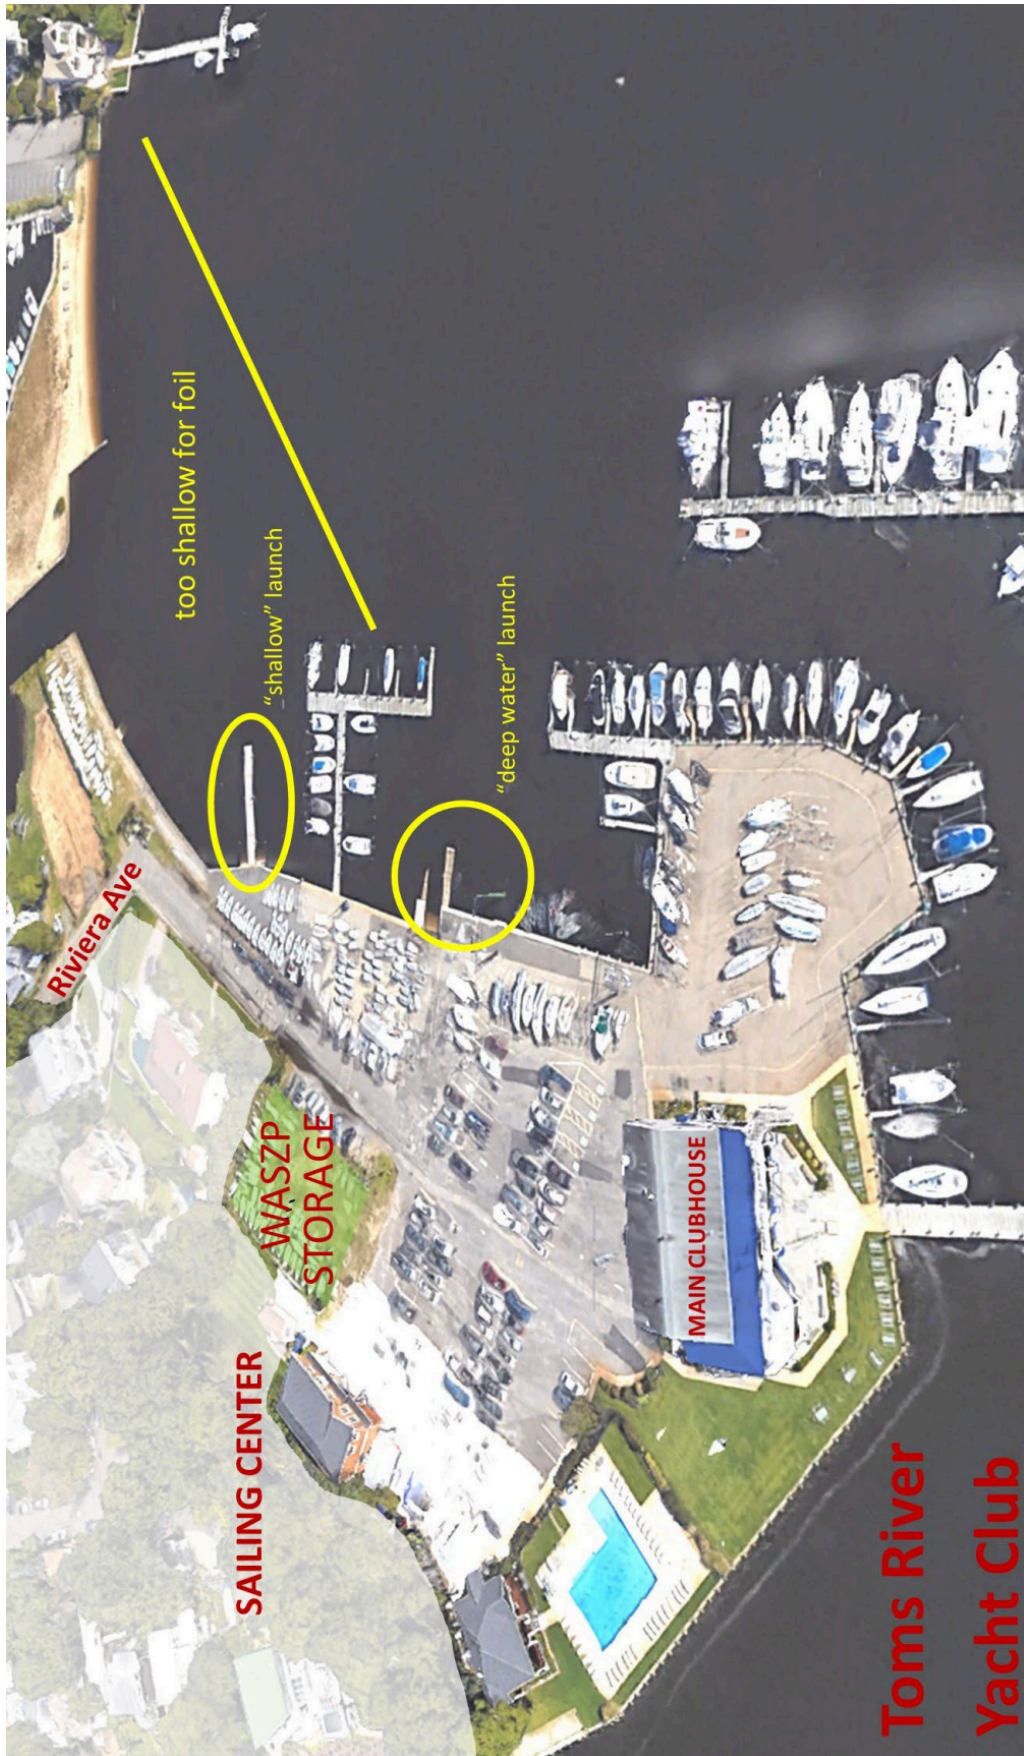 Riviera Ave
too shallow for foil
SAILING CENTER
WASZP
STORAGE
"shallow" launch
"deep water" launch
MAIN CLUBHOUSE
Toms River
Yacht Club